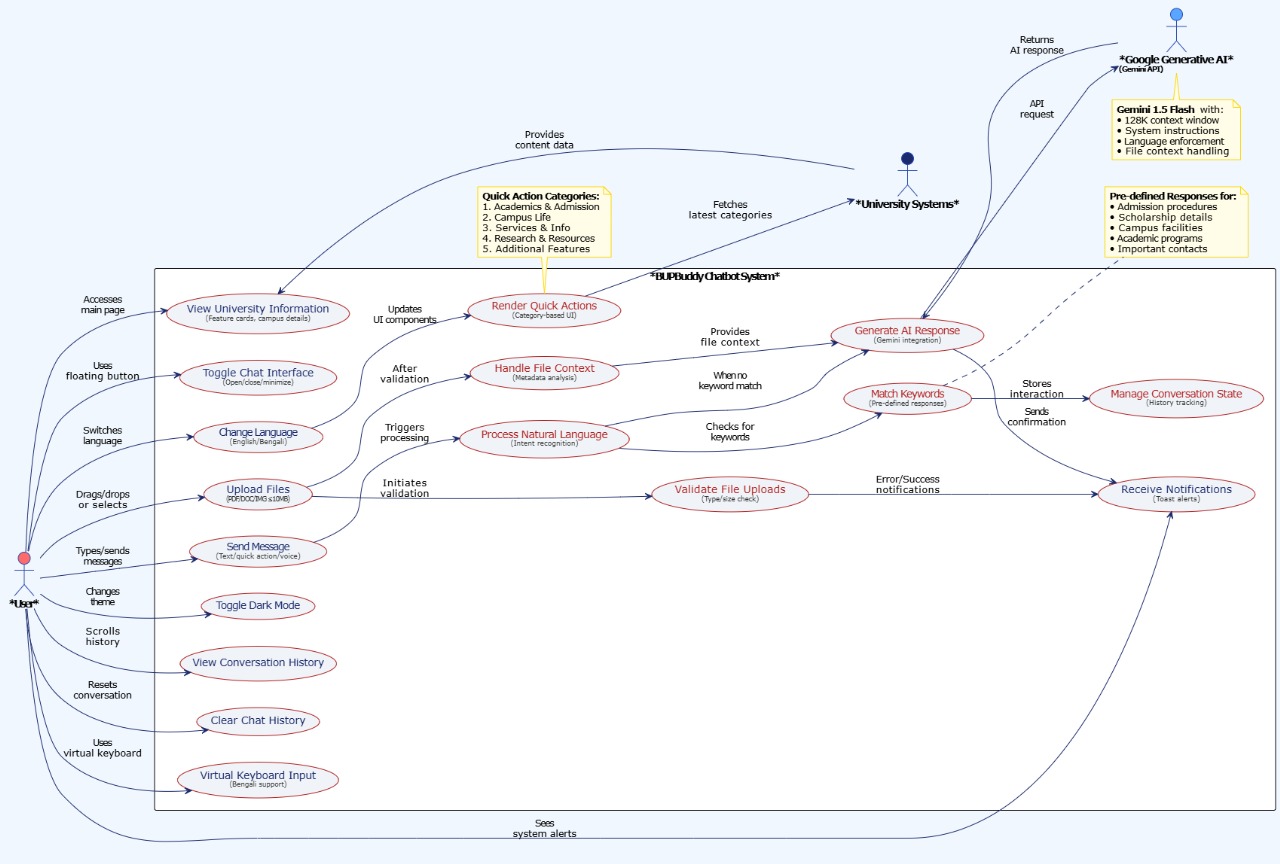 Returns
AI response
*Google Generative AI*
(Gemini API)
API
request
Gemini 1.5 Flash with:
• 128K context window
• System instructions
• Language enforcement
• File context handling
Provides
content data
*University Systems*
Fetches
latest categories
Quick Action Categories:
1. Academics & Admission
2. Campus Life
3. Services & Info
4. Research & Resources
5. Additional Features
Pre-defined Responses for:
• Admission procedures
• Scholarship details
• Campus facilities
• Academic programs
• Important contacts
*BUPBuddy Chatbot System*
Accesses
main page
View University Information
(Feature cards, campus details)
Updates
UI components
Render Quick Actions
(Category-based UI)
Provides
file context
Generate AI Response
(Gemini integration)
Uses
floating button
Toggle Chat Interface
(Open/close/minimize)
After
validation
Handle File Context
(Metadata analysis)
When no
keyword match
Match Keywords
(Pre-defined responses)
Stores
interaction
Manage Conversation State
(History tracking)
Sends
confirmation
Switches
language
Change Language
(English/Bengali)
Triggers
processing
Process Natural Language
(Intent recognition)
Checks for
keywords
Drags/drops
or selects
Upload Files
(PDF/DOC/IMG ≤10MB)
Initiates
validation
Validate File Uploads
(Type/size check)
Error/Success
notifications
Receive Notifications
(Toast alerts)
Types/sends
messages
Send Message
(Text/quick action/voice)
*User*
Changes
theme
Toggle Dark Mode
Scrolls
history
View Conversation History
Resets
conversation
Clear Chat History
Uses
virtual keyboard
Virtual Keyboard Input
(Bengali support)
Sees
system alerts